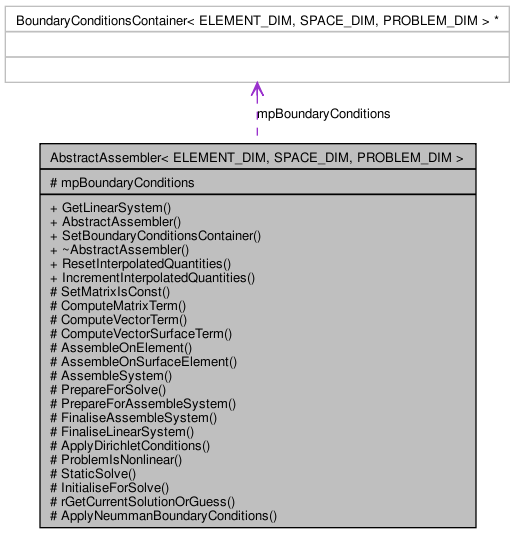 BoundaryConditionsContainer< ELEMENT_DIM, SPACE_DIM, PROBLEM_DIM > *
mpBoundaryConditions
AbstractAssembler< ELEMENT_DIM, SPACE_DIM, PROBLEM_DIM >
# mpBoundaryConditions
+ GetLinearSystem()
+ AbstractAssembler()
+ SetBoundaryConditionsContainer()
+ ~AbstractAssembler()
+ ResetInterpolatedQuantities()
+ IncrementInterpolatedQuantities()
# SetMatrixIsConst()
# ComputeMatrixTerm()
# ComputeVectorTerm()
# ComputeVectorSurfaceTerm()
# AssembleOnElement()
# AssembleOnSurfaceElement()
# AssembleSystem()
# PrepareForSolve()
# PrepareForAssembleSystem()
# FinaliseAssembleSystem()
# FinaliseLinearSystem()
# ApplyDirichletConditions()
# ProblemIsNonlinear()
# StaticSolve()
# InitialiseForSolve()
# rGetCurrentSolutionOrGuess()
# ApplyNeummanBoundaryConditions()